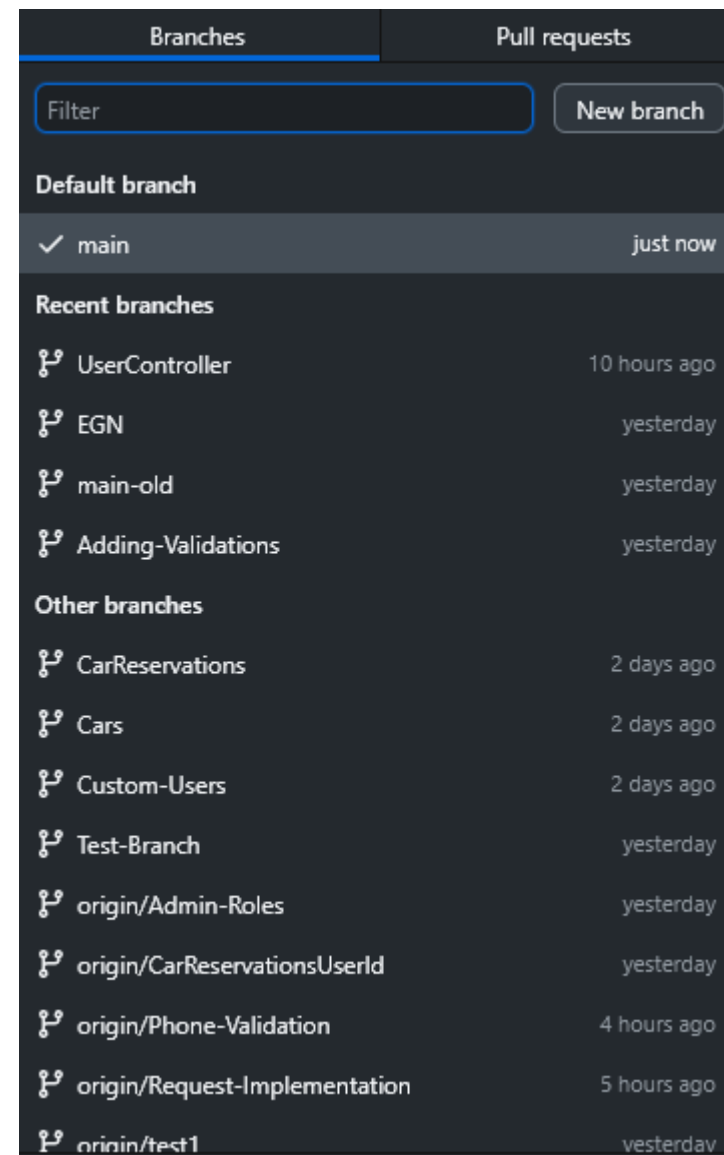 Branches Pull requests
Filter New branch
Default branch
main just now
Recent branches
UserController 10 hours ago
EGN yesterday
main-old yesterday
Adding-Validations yesterday
Other branches
CarReservations 2 days ago
Cars 2 days ago
Custom-Users 2 days ago
Test-Branch yesterday
origin/Admin-Roles yesterday
origin/CarReservationsUserId yesterday
origin/Phone-Validation 4 hours ago
origin/Request-Implementation 5 hours ago
origin/test1 yesterday